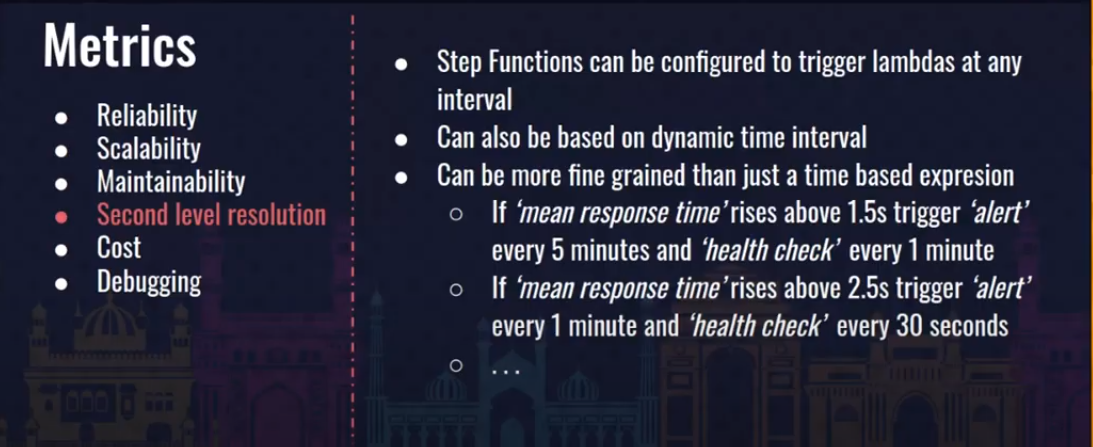 Metrics
● Reliability
● Scalability
● Maintainability
● Second level resolution
● Cost
● Debugging
● Step Functions can be configured to trigger lambdas at any
interval
● Can also be based on dynamic time interval
● Can be more fine grained than just a time based expresion
○ If ‘mean response time’ rises above 1.5s trigger ‘alert’
every 5 minutes and ‘health check’ every 1 minute
○ If ‘mean response time’ rises above 2.5s trigger ‘alert’
every 1 minute and ‘health check’ every 30 seconds
○ ...